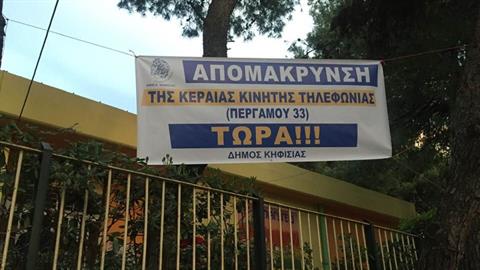 ΑΠΟΜΑΚΡΥΝΣΗ
ΤΗΣ ΚΕΡΑΙΑΣ ΚΙΝΗΤΗΣ ΤΗΛΕΦΩΝΙΑΣ
(ΠΕΡΓΑΜΟΥ 33)
ΤΩΡΑ!!!
ΔΗΜΟΣ ΚΗΦΙΣΙΑΣ